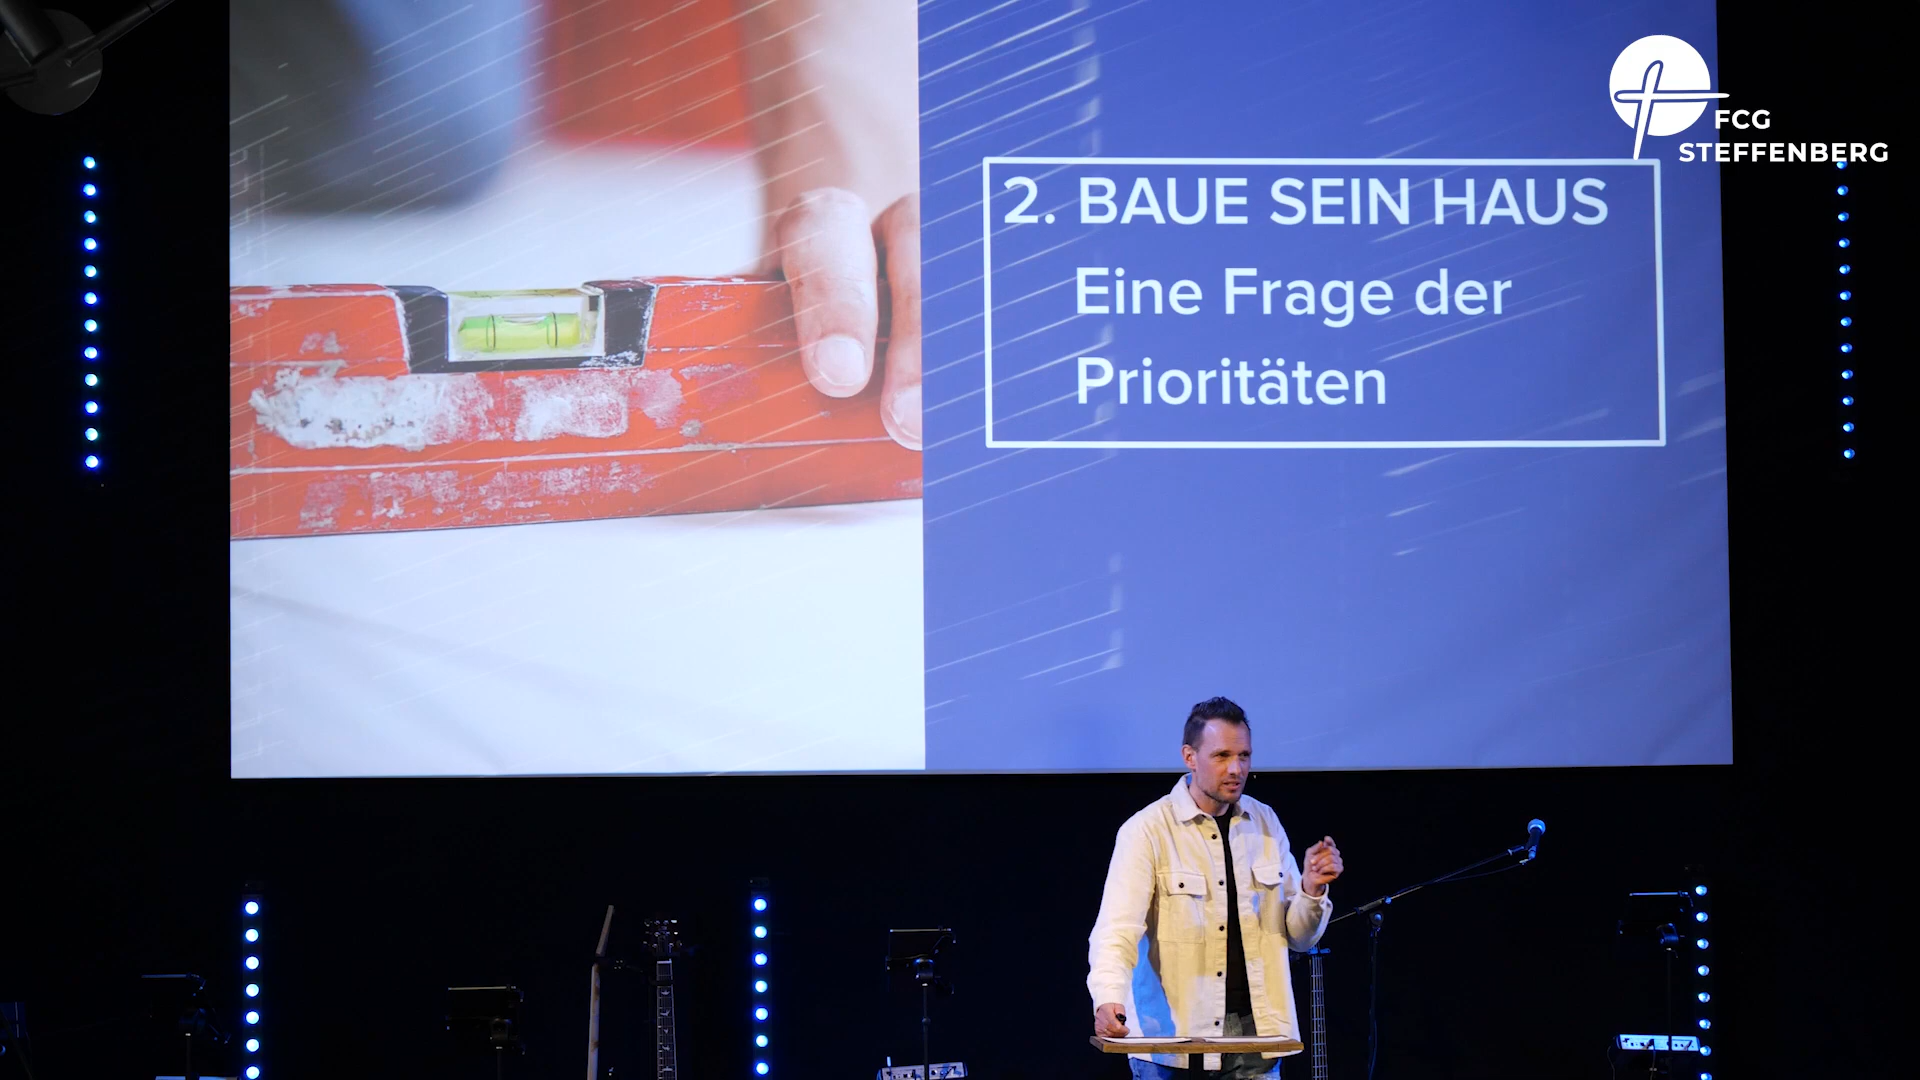 FCG
STEFFENBERG
2. BAUE SEIN HAUS
Eine Frage der
Prioritäten